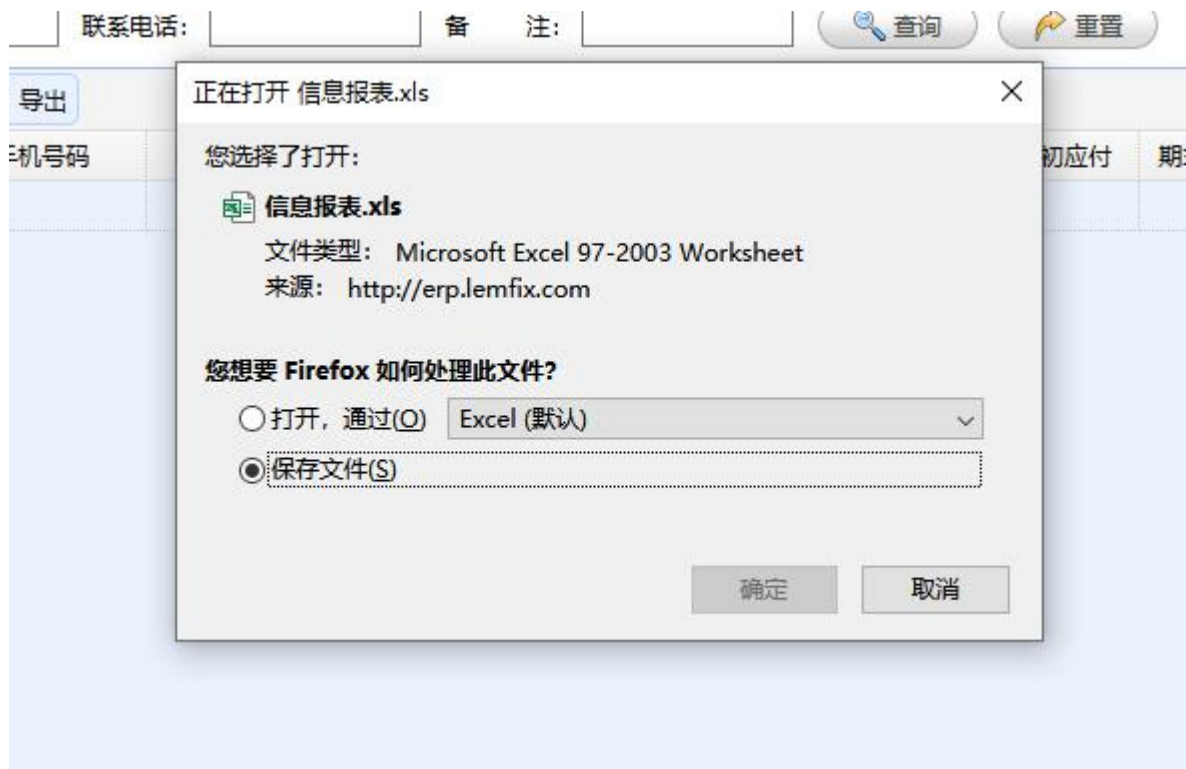 联系电话: 备 注: 查询 重置
导出
正在打开 信息报表.xls
机号码
初应付 期
您选择了打开:
信息报表.xls
文件类型: Microsoft Excel 97-2003 Worksheet
来源: http://erp.lemfix.com
您想要 Firefox 如何处理此文件?
打开，通过(O) Excel (默认)
保存文件(S)
确定 取消